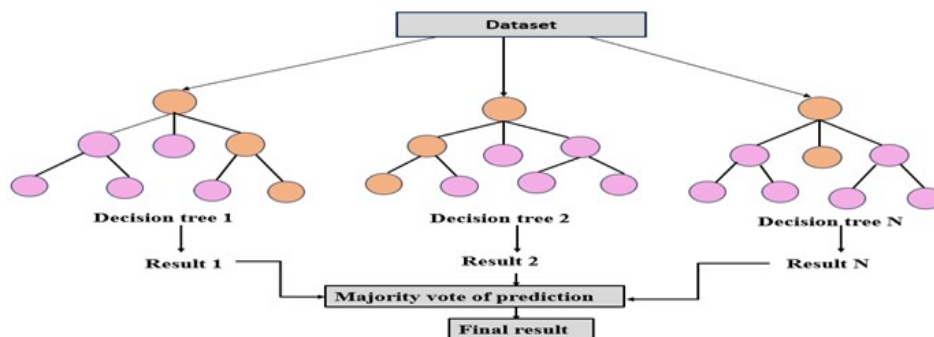 Dataset
Decision tree 1
Decision tree 2
Decision tree N
Result 1
Result 2
Result N
Majority vote of prediction
Final result